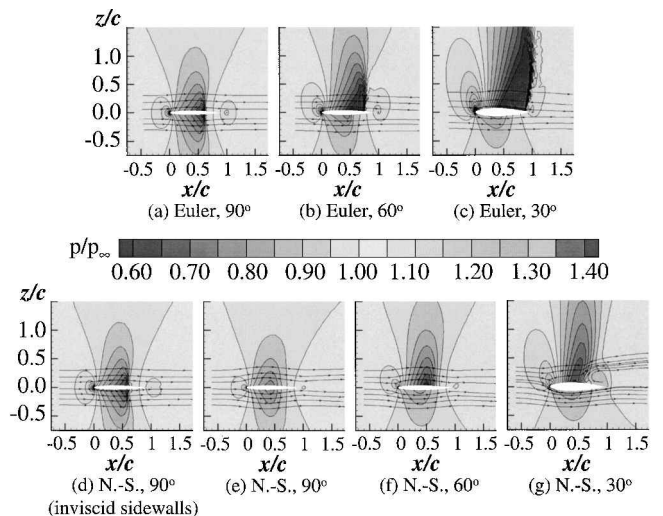 z/c
1.0
0.5
0.0
-0.5
-0.5 0 0.5 1 1.5
-0.5 0 0.5 1 1.5
-0.5 0 0.5 1 1.5
x/c
x/c
x/c
(a) Euler, 90°
(b) Euler, 60°
(c) Euler, 30°
p/p∞
0.60 0.70 0.80 0.90 1.00 1.10 1.20 1.30 1.40
z/c
1.0
0.5
0.0
-0.5
-0.5 0 0.5 1 1.5
-0.5 0 0.5 1 1.5
-0.5 0 0.5 1 1.5
-0.5 0 0.5 1 1.5
x/c
x/c
x/c
x/c
(d) N.-S., 90°
(e) N.-S., 90°
(f) N.-S., 60°
(g) N.-S., 30°
(inviscid sidewalls)